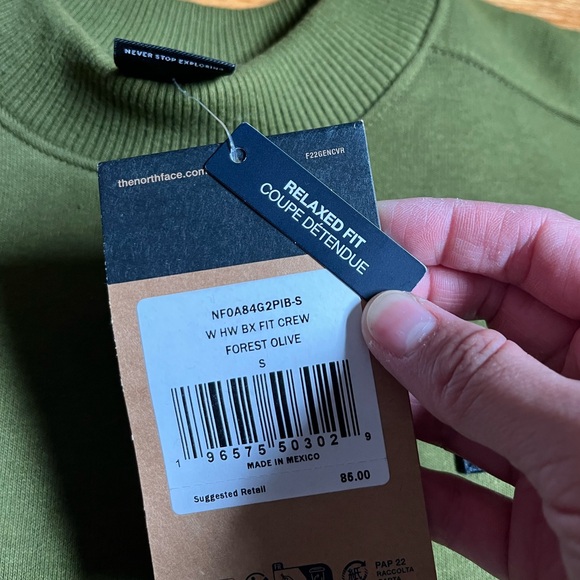 NEVER STOP EXPLORING
thenorthface.com
F22GENCVR
RELAXED FIT
COUPE DÉTENDUE
NF0A84G2PIB-S
W HW BX FIT CREW
FOREST OLIVE
S
1 96575 50302 9
MADE IN MEXICO
Suggested Retail 85.00
PAP 22
RACCOLTA